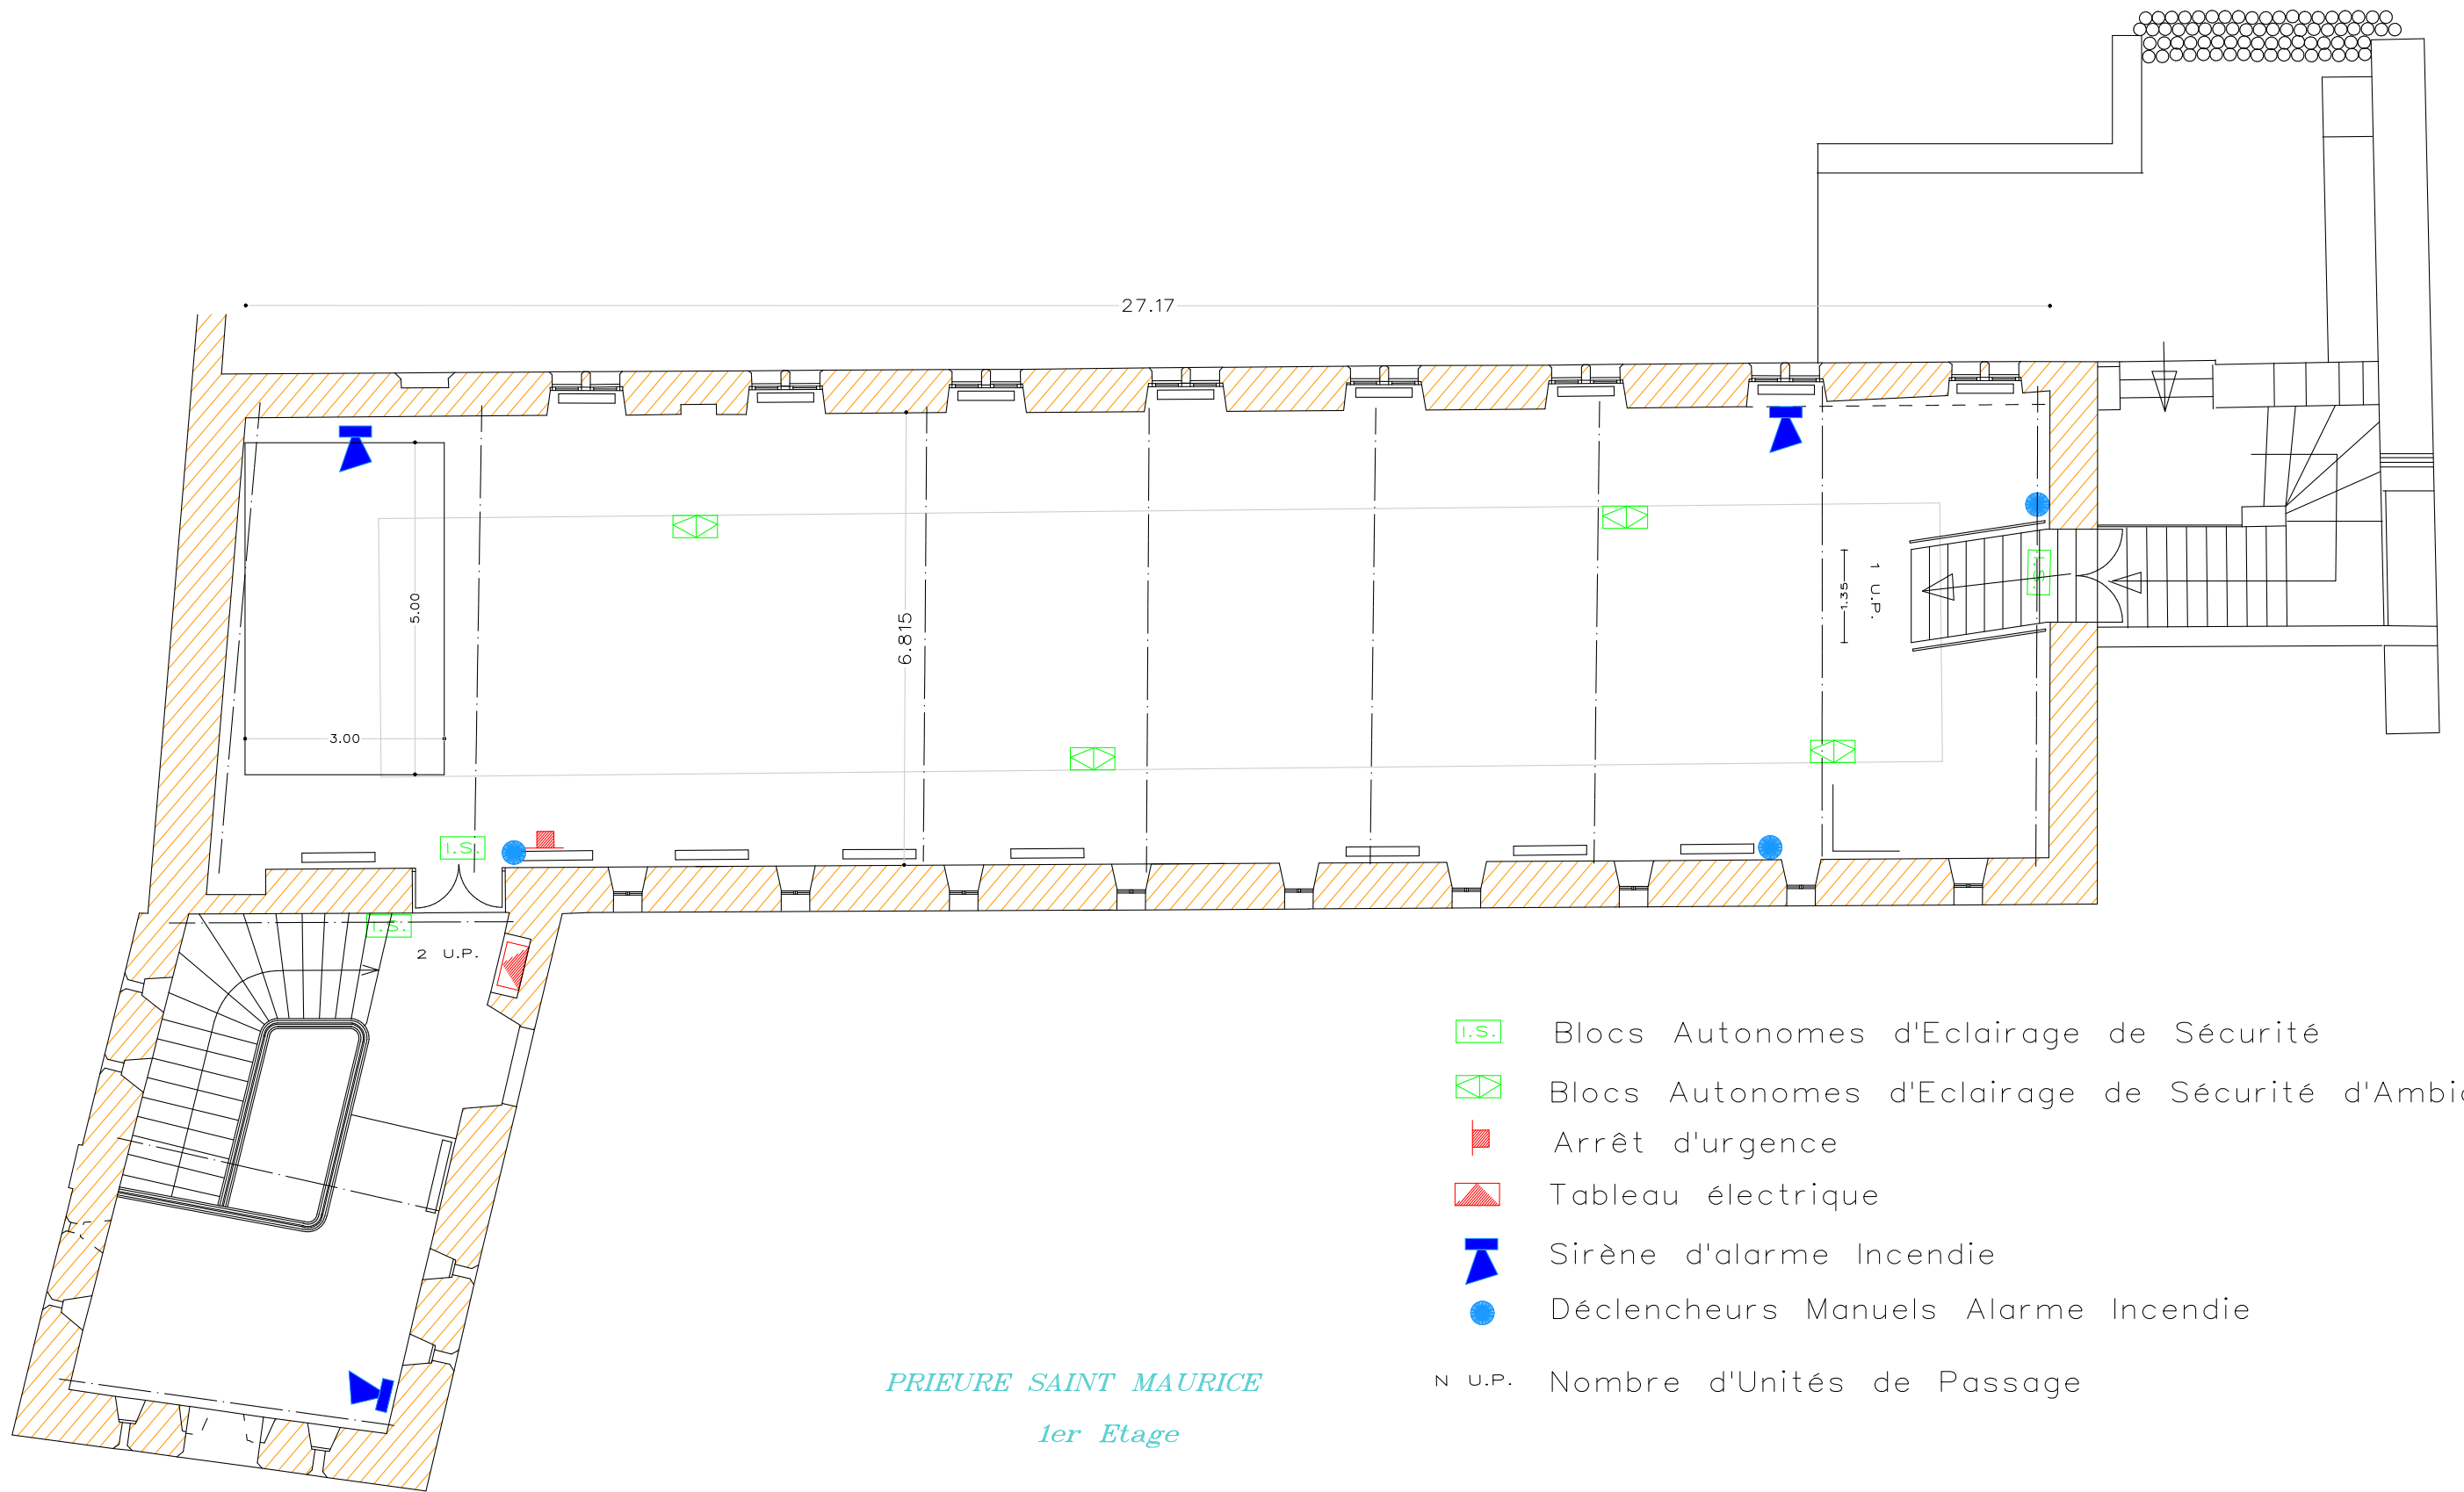 27.17
5.00
6.815
1.35
1 U.P.
I.S.
3.00
I.S.
I.S.
2 U.P.
I.S. Blocs Autonomes d'Eclairage de Sécurité
Blocs Autonomes d'Eclairage de Sécurité d'Ambi
Arrêt d'urgence
Tableau électrique
Sirène d'alarme Incendie
Déclencheurs Manuels Alarme Incendie
N U.P. Nombre d'Unités de Passage
PRIEURE SAINT MAURICE
1er Etage